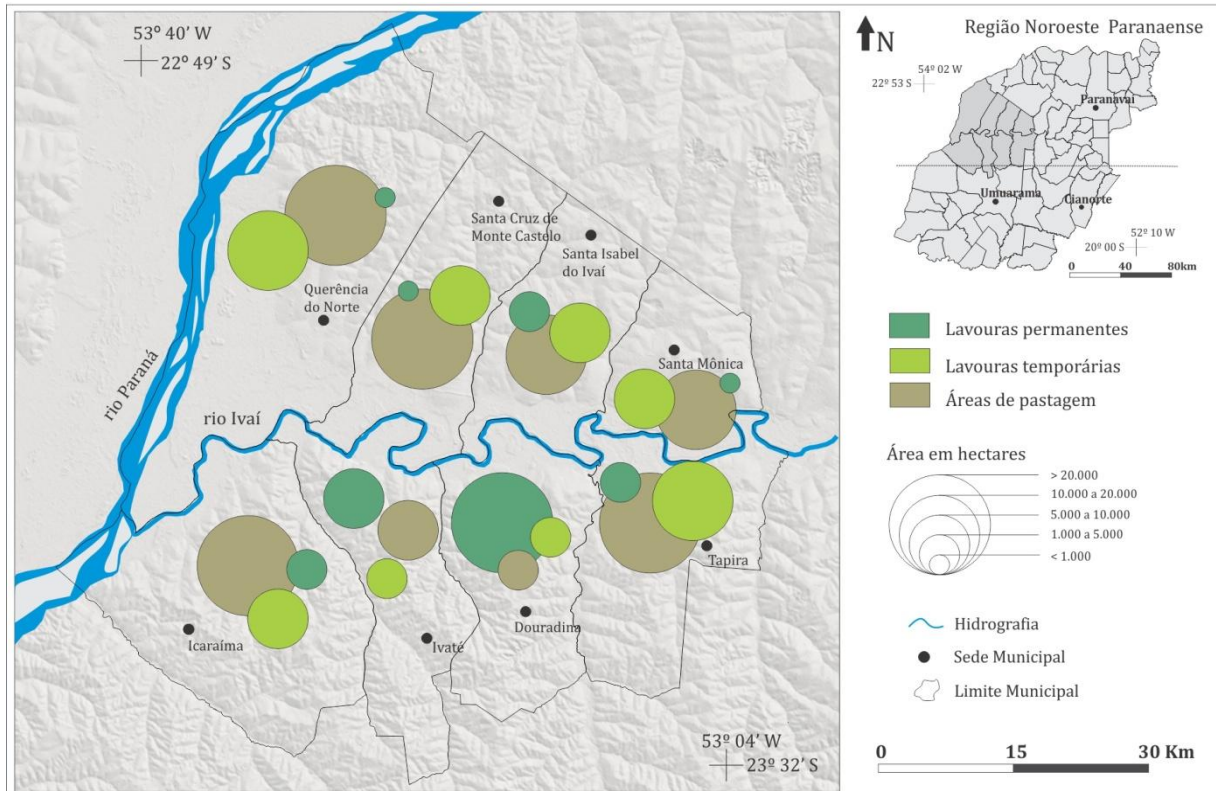 53º 40' W
22º 49' S
rio Paraná
rio Ivaí
Querência
do Norte
Santa Cruz de
Monte Castelo
Santa Isabel
do Ivaí
Santa Mônica
Icaraíma
Ivaté
Douradina
Tapira
53º 04' W
23º 32' S
N
Região Noroeste Paranaense
54º 02 W
22º 53 S
Paranavaí
Umuarama
Cianorte
52º 10 W
20º 00 S
0 40 80km
Lavouras permanentes
Lavouras temporárias
Áreas de pastagem
Área em hectares
> 20.000
10.000 a 20.000
5.000 a 10.000
1.000 a 5.000
< 1.000
Hidrografia
Sede Municipal
Limite Municipal
0 15 30 Km